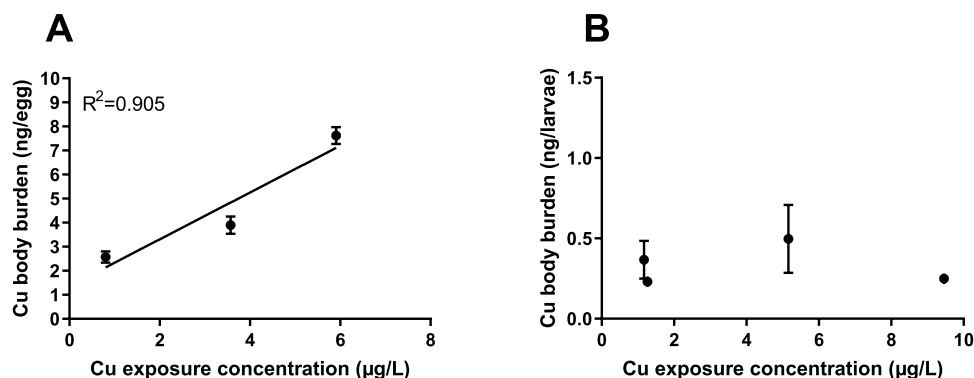 A
Cu body burden (ng/egg)
10
9
8
7
6
5
4
3
2
1
0
R²=0.905
0 2 4 6 8
Cu exposure concentration (µg/L)
B
Cu body burden (ng/larvae)
1.5
1.0
0.5
0.0
0 2 4 6 8 10
Cu exposure concentration (µg/L)